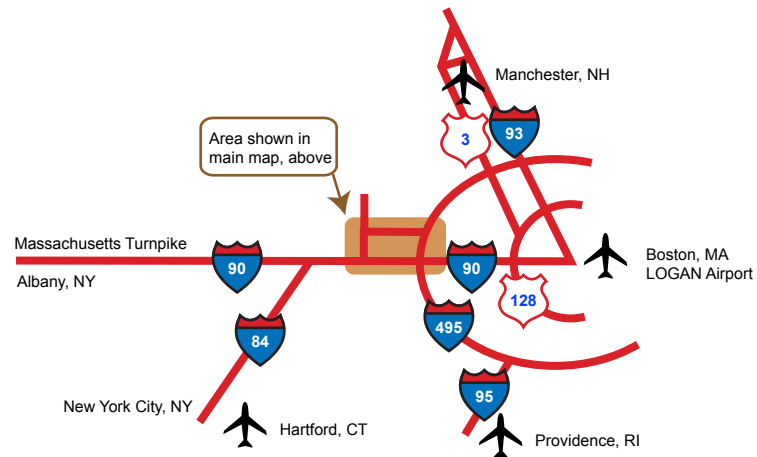 Manchester, NH
3
93
Area shown in
main map, above
Massachusetts Turnpike
90
90
Albany, NY
Boston, MA
LOGAN Airport
128
84
495
95
New York City, NY
Hartford, CT
Providence, RI